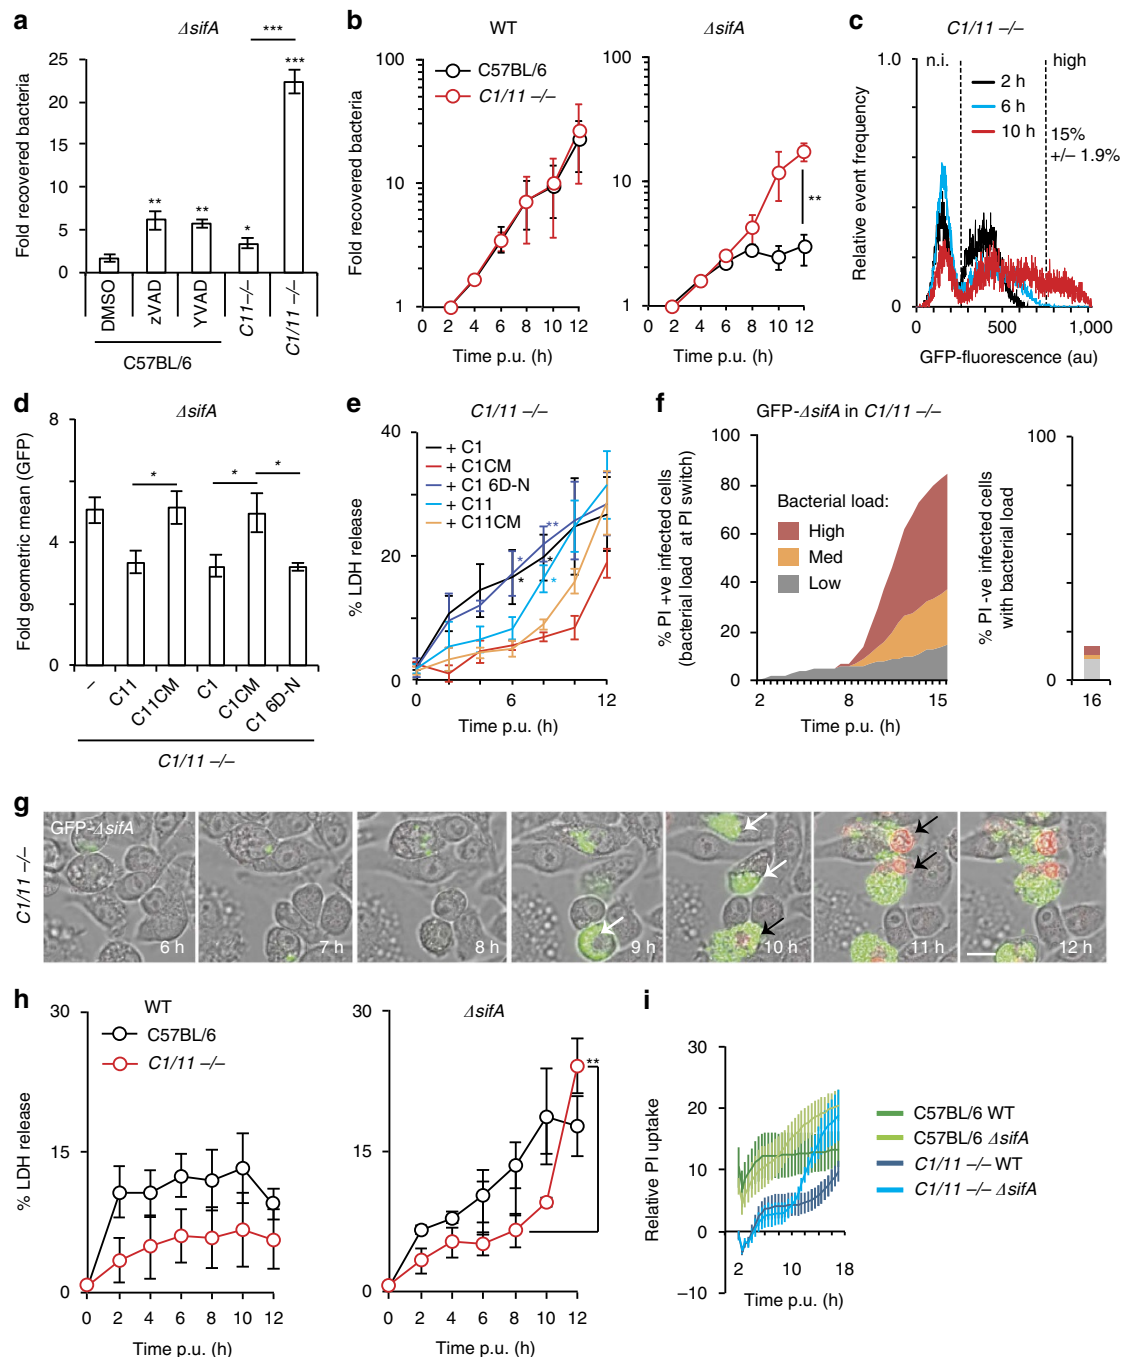 a
ΔsifA
***
***
Fold recovered bacteria
25
20
15
10
5
0
**
**
*
DMSO
zVAD
YVAD
C11–/–
C1/11 –/–
C57BL/6
b
WT
ΔsifA
Fold recovered bacteria
100
10
1
C57BL/6
C1/11 –/–
0 2 4 6 8 10 12
Time p.u. (h)
100
10
1
**
0 2 4 6 8 10 12
Time p.u. (h)
c
C1/11 –/–
n.i.
high
Relative event frequency
1.0
0
2 h
6 h
10 h
15%
+/– 1.9%
0 500 1,000
GFP-fluorescence (au)
d
ΔsifA
Fold geometric mean (GFP)
8
4
0
*
*
*
–
C11
C11CM
C1
C1CM
C1 6D-N
C1/11 –/–
e
C1/11 –/–
% LDH release
40
20
0
+ C1
+ C1CM
+ C1 6D-N
+ C11
+ C11CM
**
*
*
*
*
0 6 12
Time p.u. (h)
f
GFP-ΔsifA in C1/11 –/–
% PI +ve infected cells
(bacterial load at PI switch)
100
80
60
40
20
0
Bacterial load:
High
Med
Low
2 8 15
Time p.u. (h)
% PI -ve infected cells
with bacterial load
100
0
16
g
C1/11 –/–
GFP-ΔsifA
6 h
7 h
8 h
9 h
10 h
11 h
12 h
h
WT
C57BL/6
C1/11 –/–
% LDH release
30
15
0
0 2 4 6 8 10 12
Time p.u. (h)
ΔsifA
30
15
0
**
0 2 4 6 8 10 12
Time p.u. (h)
i
Relative PI uptake
30
20
10
0
–10
2 10 18
Time p.u. (h)
C57BL/6 WT
C57BL/6 ΔsifA
C1/11 –/– WT
C1/11 –/– ΔsifA